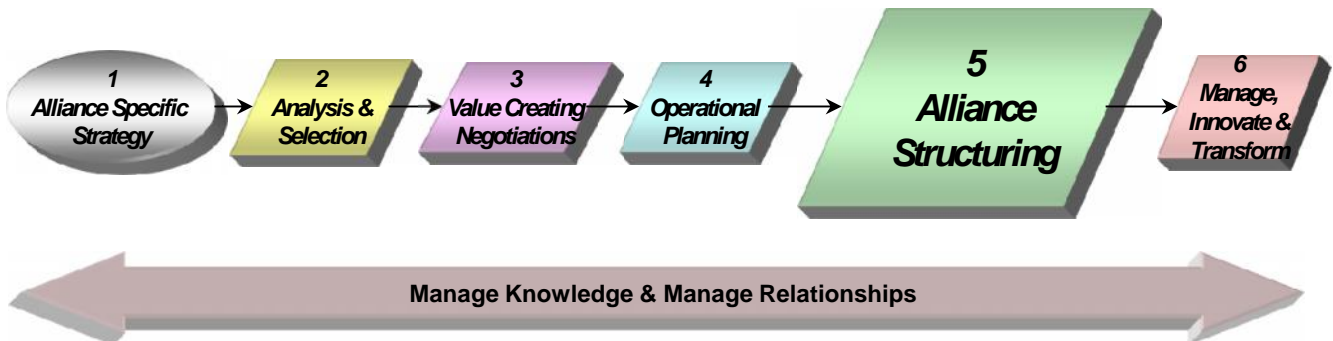 1
Alliance Specific
Strategy
2
Analysis &
Selection
3
Value Creating
Negotiations
4
Operational
Planning
5
Alliance
Structuring
6
Manage,
Innovate &
Transform
Manage Knowledge & Manage Relationships